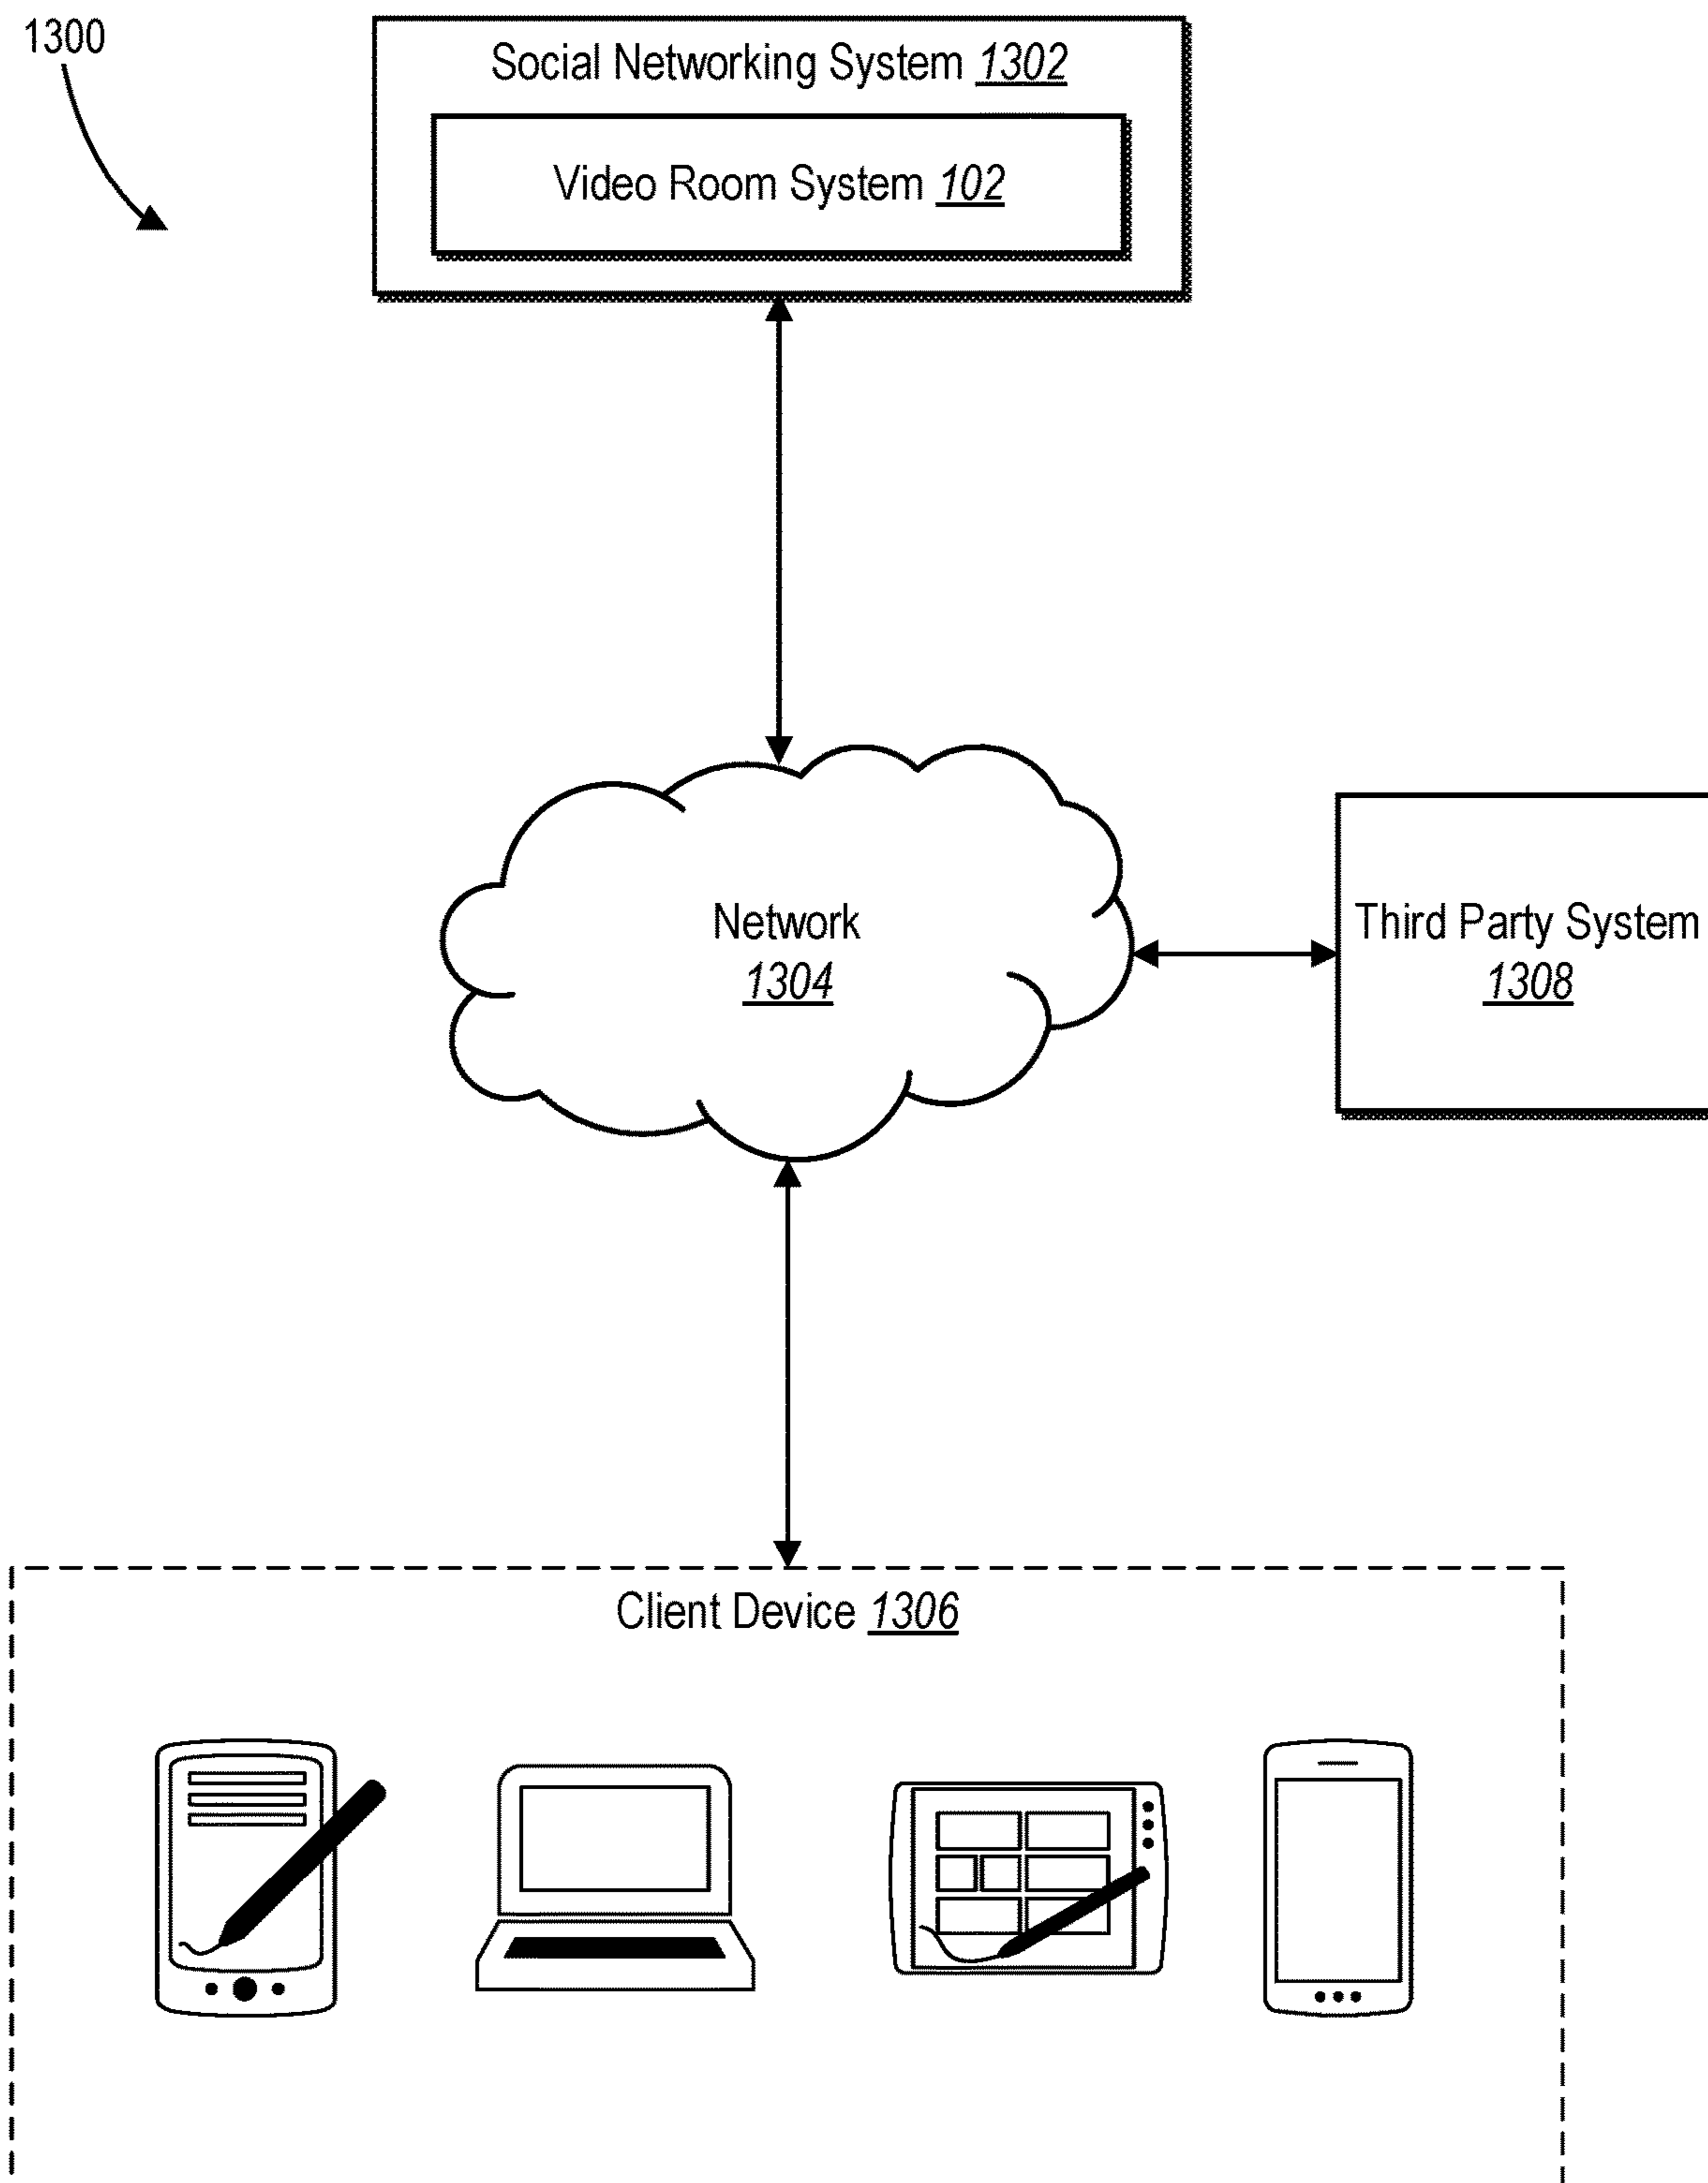 1300
Social Networking System 1302
Video Room System 102
Network
1304
Third Party System
1308
Client Device 1306